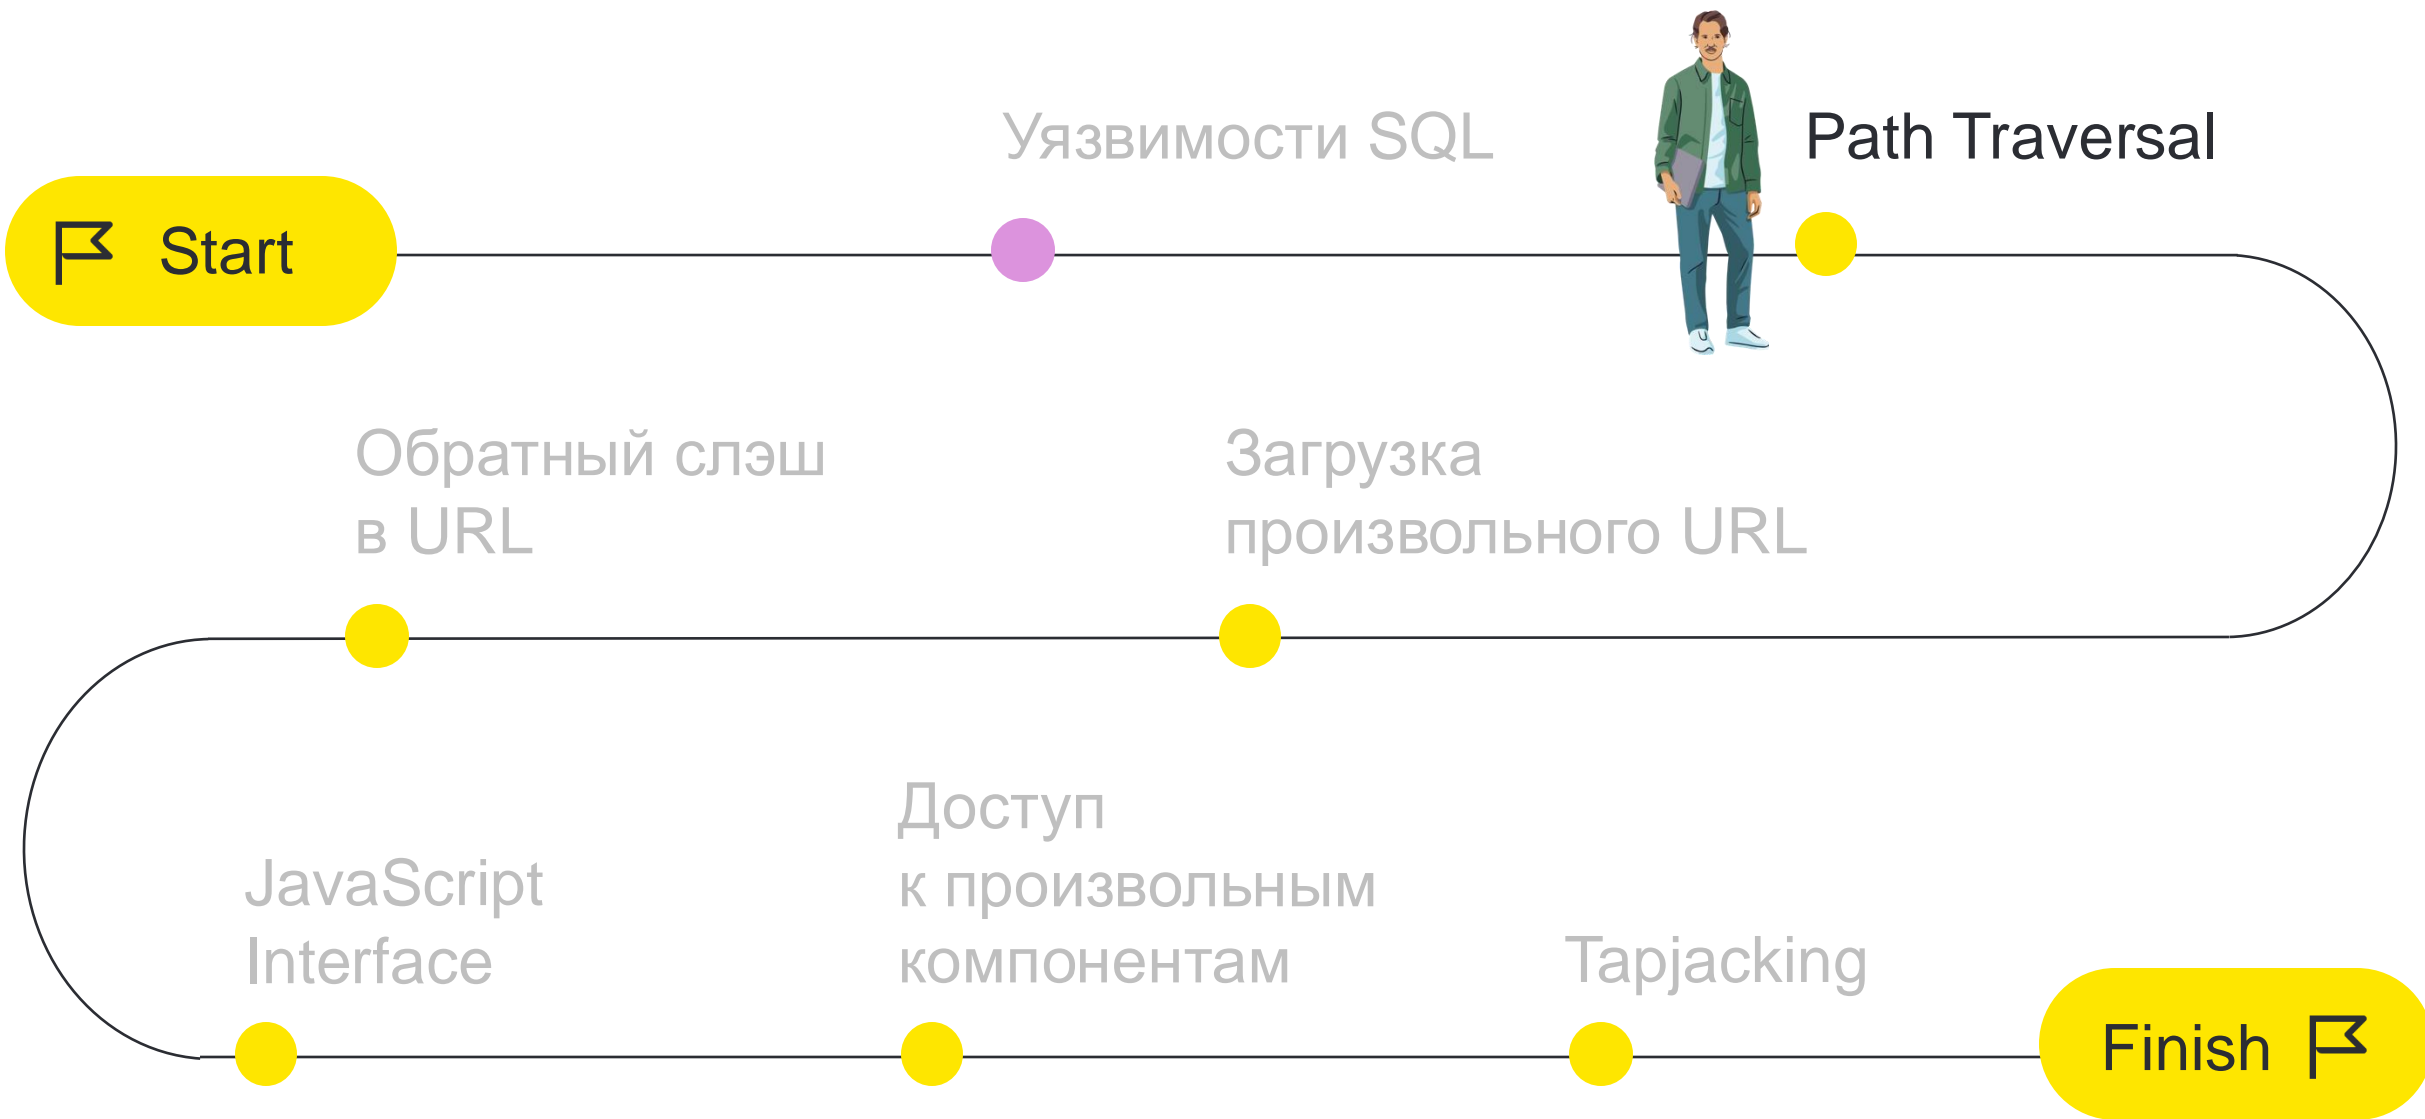 Уязвимости SQL
Path Traversal
Start
Обратный слэш
в URL
Загрузка
произвольного URL
JavaScript
Interface
Доступ
к произвольным
компонентам
Tapjacking
Finish